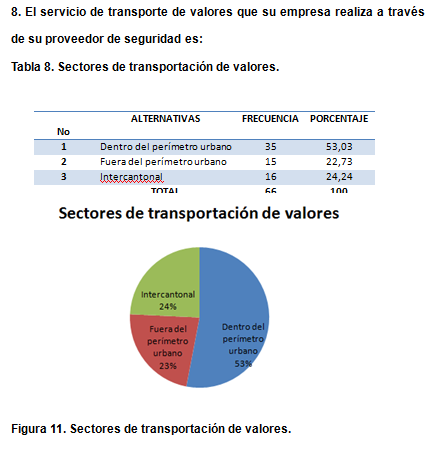 8. El servicio de transporte de valores que su empresa realiza a través
de su proveedor de seguridad es:
Tabla 8. Sectores de transportación de valores.
ALTERNATIVAS FRECUENCIA PORCENTAJE
No
1 Dentro del perímetro urbano 35 53,03
2 Fuera del perímetro urbano 15 22,73
3 Intercantonal 16 24,24
TOTAL 66 100
Sectores de transportación de valores
Intercantonal
24%
Fuera del
perímetro
urbano
23%
Dentro del
perímetro
urbano
53%
Figura 11. Sectores de transportación de valores.